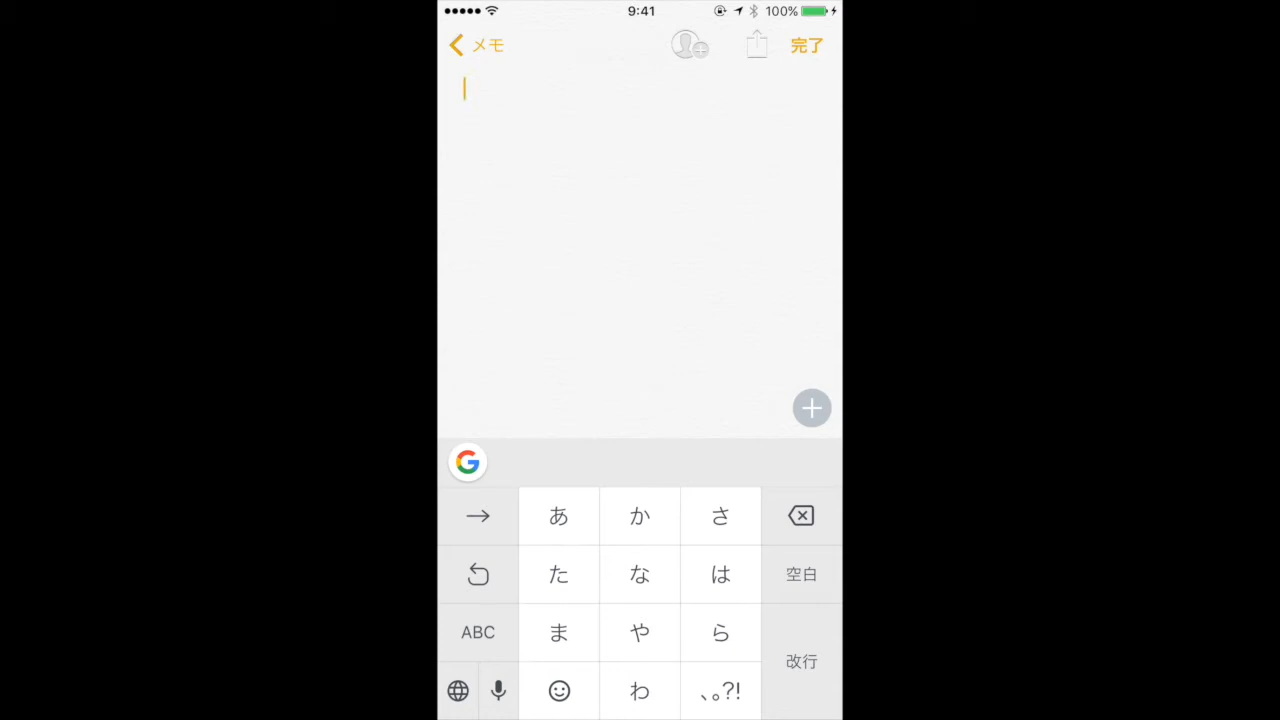 9:41 100%
メモ 完了
あ か さ
た な は 空白
ABC ま や ら
改行
わ 、。?!